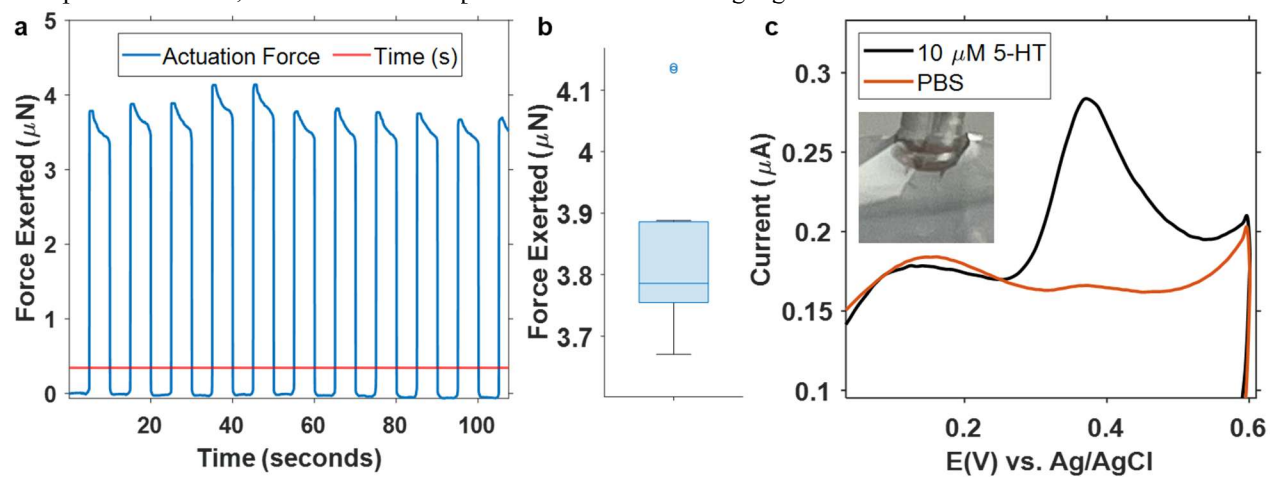 a
5
4
3
2
1
0
Force Exerted (μN)
Actuation Force
Time (s)
20
40
60
80
100
Time (seconds)
b
4.1
4
3.9
3.8
3.7
Force Exerted (μN)
c
0.3
0.25
0.2
0.15
0.1
Current (μA)
10 μM 5-HT
PBS
0.2
0.4
0.6
E(V) vs. Ag/AgCl